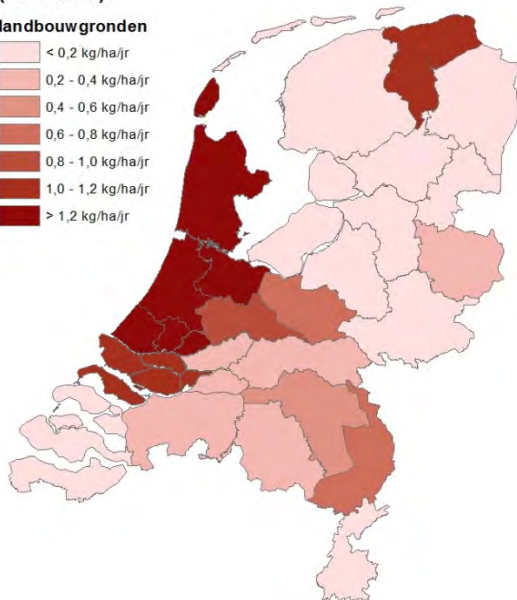 landbouwgronden
< 0,2 kg/ha/jr
0,2 - 0,4 kg/ha/jr
0,4 - 0,6 kg/ha/jr
0,6 - 0,8 kg/ha/jr
0,8 - 1,0 kg/ha/jr
1,0 - 1,2 kg/ha/jr
> 1,2 kg/ha/jr